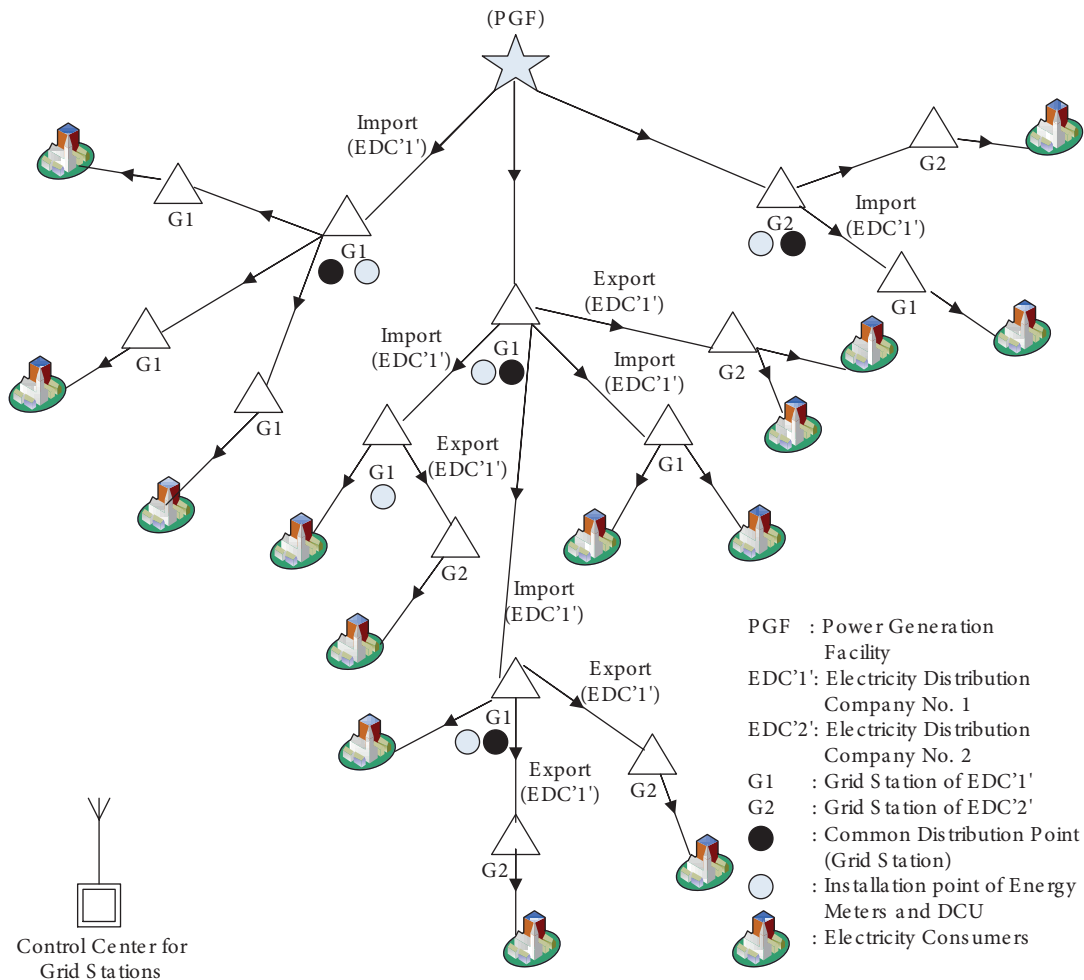 (PGF)
Import
(EDC'1')
G1
G1
G2
G2
Import
(EDC'1')
G1
G1
Export
(EDC'1')
Import
(EDC'1')
G1
Import
(EDC'1')
G2
G1
G1
Export
(EDC'1')
G1
G2
Import
(EDC'1')
Export
(EDC'1')
G1
G2
Export
(EDC'1')
G2
PGF : Power Generation
Facility
EDC'1': Electricity Distribution
Company No. 1
EDC'2': Electricity Distribution
Company No. 2
G1 : Grid Station of EDC'1'
G2 : Grid Station of EDC'2'
: Common Distribution Point
(Grid Station)
: Installation point of Energy
Meters and DCU
: Electricity Consumers
Control Center for
Grid Stations